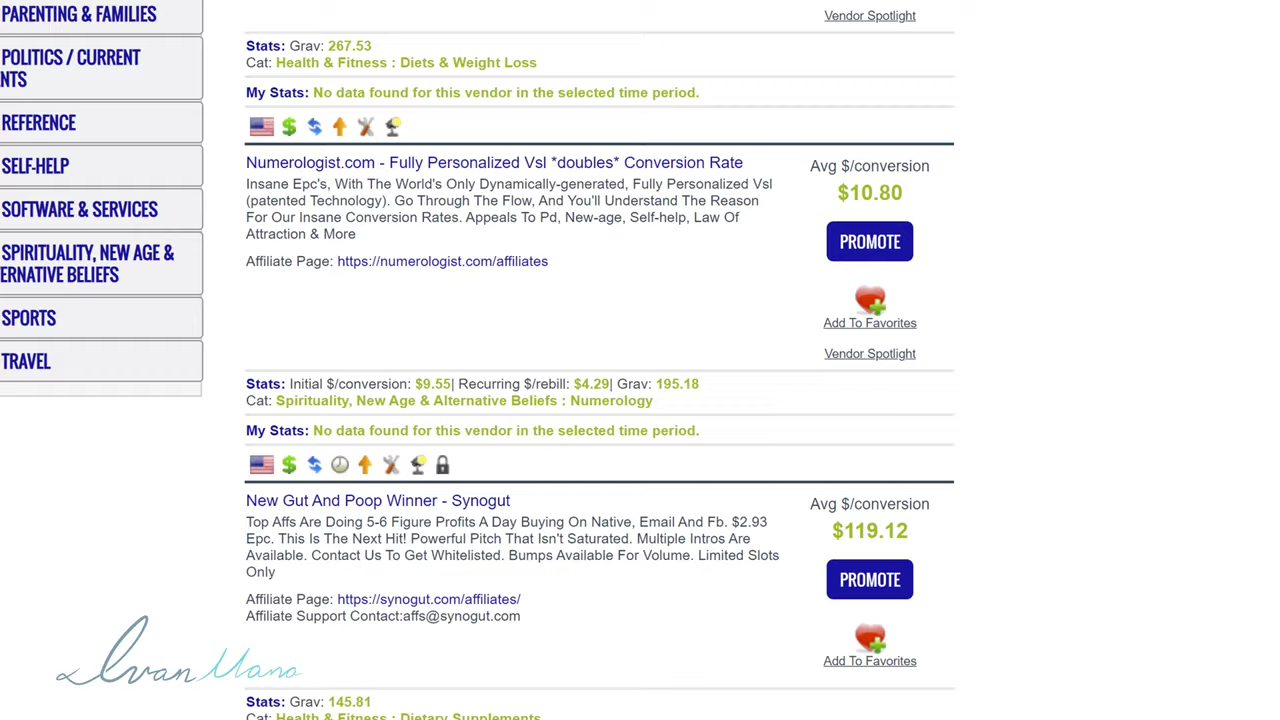 PARENTING & FAMILIES
POLITICS / CURRENT
NTS
REFERENCE
SELF-HELP
SOFTWARE & SERVICES
SPIRITUALITY, NEW AGE &
ERNATIVE BELIEFS
SPORTS
TRAVEL
Vendor Spotlight
Stats: Grav: 267.53
Cat: Health & Fitness : Diets & Weight Loss
My Stats: No data found for this vendor in the selected time period.
Numerologist.com - Fully Personalized Vsl *doubles* Conversion Rate
Insane Epc's, With The World's Only Dynamically-generated, Fully Personalized Vsl
(patented Technology). Go Through The Flow, And You'll Understand The Reason
For Our Insane Conversion Rates. Appeals To Pd, New-age, Self-help, Law Of
Attraction & More
Affiliate Page: https://numerologist.com/affiliates
Avg $/conversion
$10.80
PROMOTE
Add To Favorites
Vendor Spotlight
Stats: Initial $/conversion: $9.55| Recurring $/rebill: $4.29| Grav: 195.18
Cat: Spirituality, New Age & Alternative Beliefs : Numerology
My Stats: No data found for this vendor in the selected time period.
New Gut And Poop Winner - Synogut
Top Affs Are Doing 5-6 Figure Profits A Day Buying On Native, Email And Fb. $2.93
Epc. This Is The Next Hit! Powerful Pitch That Isn't Saturated. Multiple Intros Are
Available. Contact Us To Get Whitelisted. Bumps Available For Volume. Limited Slots
Only
Affiliate Page: https://synogut.com/affiliates/
Affiliate Support Contact:affs@synogut.com
Avg $/conversion
$119.12
PROMOTE
Add To Favorites
Stats: Grav: 145.81
Cat: Health & Fitness : Dietary Supplements
Ivan Mana